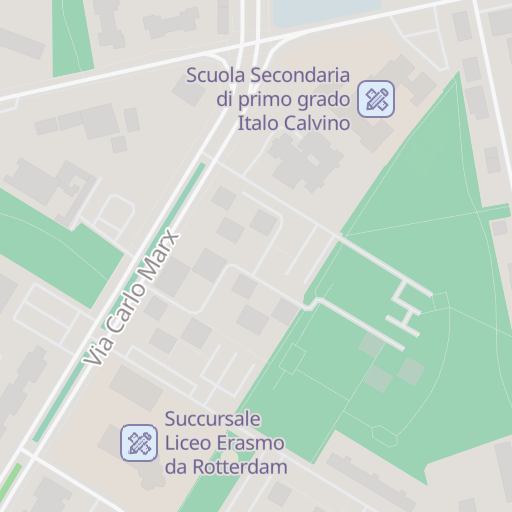 Scuola Secondaria
di primo grado
Italo Calvino
Via Carlo Marx
Succursale
Liceo Erasmo
da Rotterdam